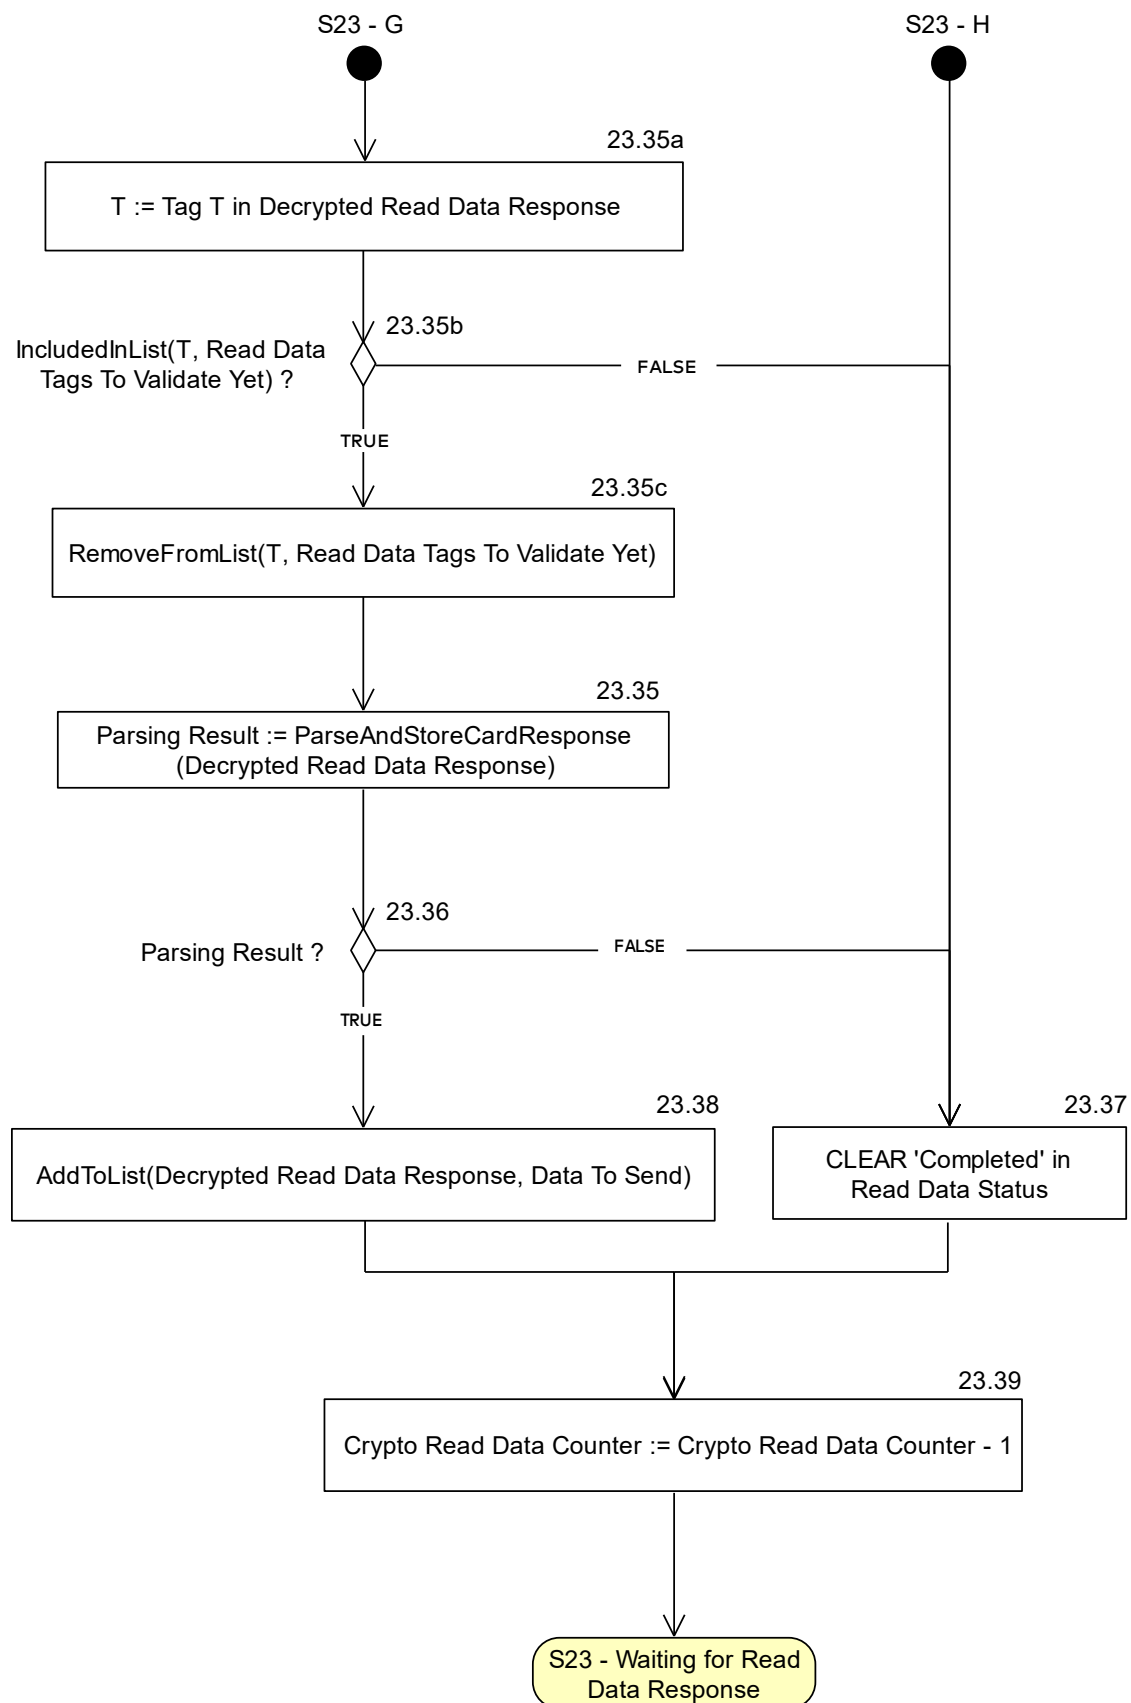 S23 - G
S23 - H
23.35a
T := Tag T in Decrypted Read Data Response
23.35b
IncludedInList(T, Read Data
Tags To Validate Yet) ?
FALSE
TRUE
23.35c
RemoveFromList(T, Read Data Tags To Validate Yet)
23.35
Parsing Result := ParseAndStoreCardResponse
(Decrypted Read Data Response)
23.36
Parsing Result ?
FALSE
TRUE
23.38
AddToList(Decrypted Read Data Response, Data To Send)
23.37
CLEAR 'Completed' in
Read Data Status
23.39
Crypto Read Data Counter := Crypto Read Data Counter - 1
S23 - Waiting for Read
Data Response